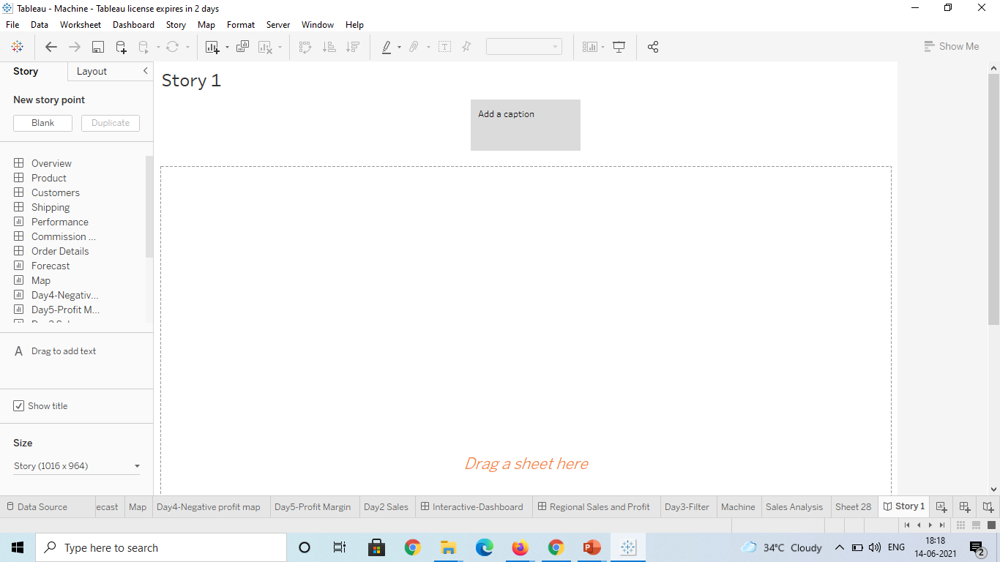 Tableau - Machine - Tableau license expires in 2 days
File Data Worksheet Dashboard Story Map Format Server Window Help
Show Me
Story Layout
New story point
Blank Duplicate
Overview
Product
Customers
Shipping
Performance
Commission ...
Order Details
Forecast
Map
Day4-Negativ...
Day5-Profit M...
A Drag to add text
Show title
Size
Story (1016 x 964)
Story 1
Add a caption
Drag a sheet here
Data Source ecast Map Day4-Negative profit map Day5-Profit Margin Day2 Sales Interactive-Dashboard Regional Sales and Profit Day3-Filter Machine Sales Analysis Sheet 28 Story 1
Type here to search
34°C Cloudy
ENG
18:18
14-06-2021
2